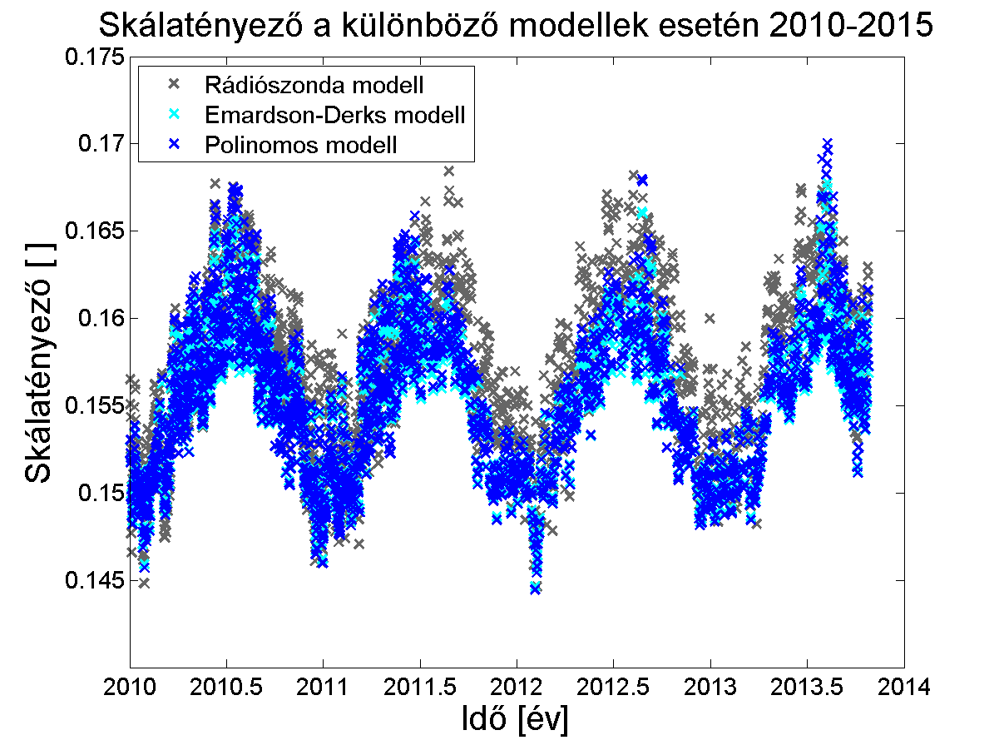 Skálatényező a különböző modellek esetén 2010-2015
0.175
Rádiószonda modell
Emardson-Derks modell
Polinomos modell
0.17
0.165
0.16
0.155
0.15
0.145
Skálatényező [ ]
2010 2010.5 2011 2011.5 2012 2012.5 2013 2013.5 2014
Idő [év]